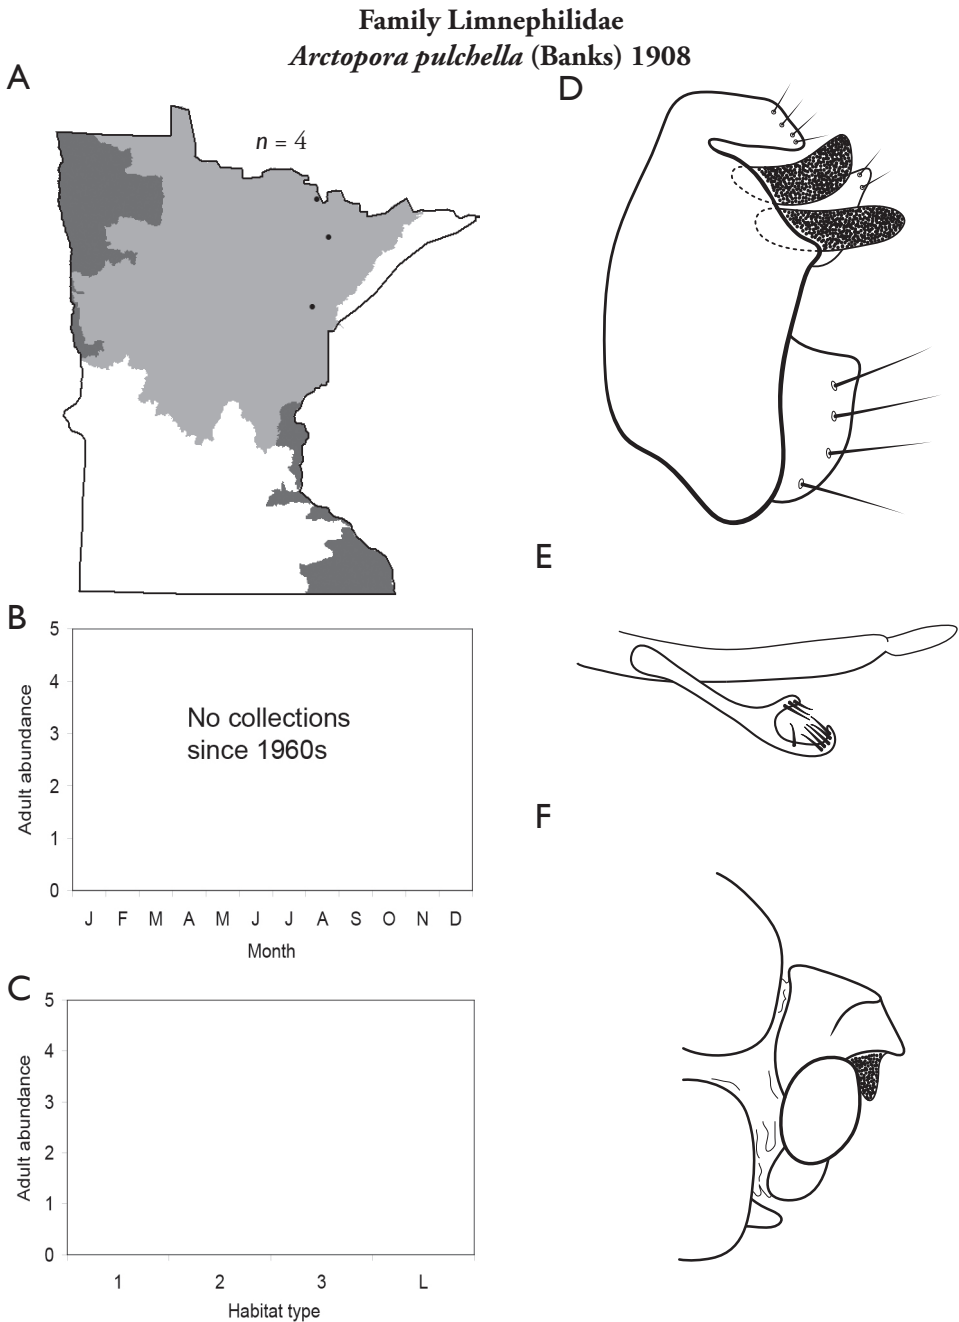 Family Limnephilidae
Arctopora pulchella (Banks) 1908
A
n = 4
D
E
B
5
4
3
2
1
0
Adult abundance
No collections
since 1960s
J F M A M J J A S O N D
Month
F
C
5
4
3
2
1
0
Adult abundance
1 2 3 L
Habitat type